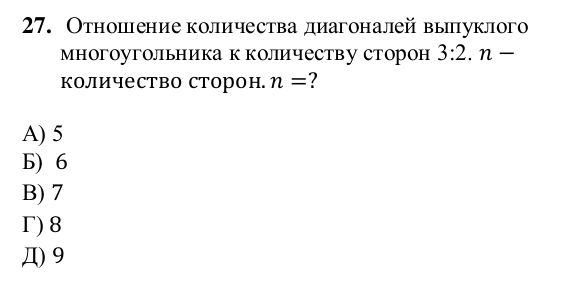 27. Отношение количества диагоналей выпуклого
многоугольника к количеству сторон 3:2. n −
количество сторон. n =?
А) 5
Б) 6
В) 7
Г) 8
Д) 9